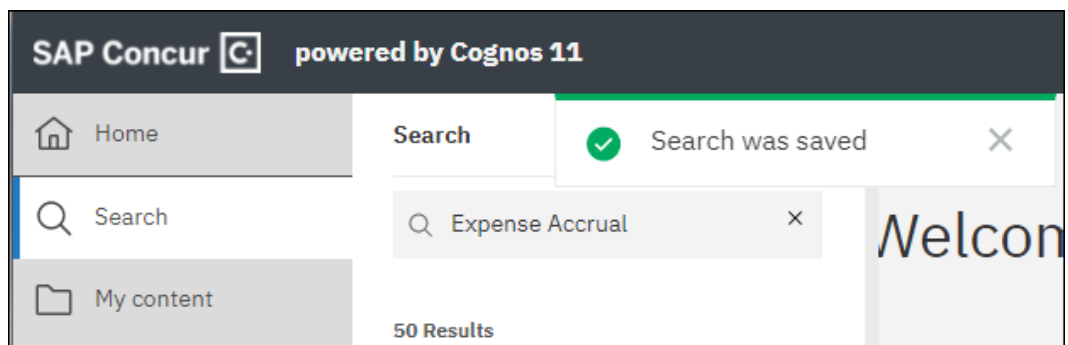 SAP Concur C. powered by Cognos 11
Home
Search
Search was saved
Search
Expense Accrual
My content
50 Results